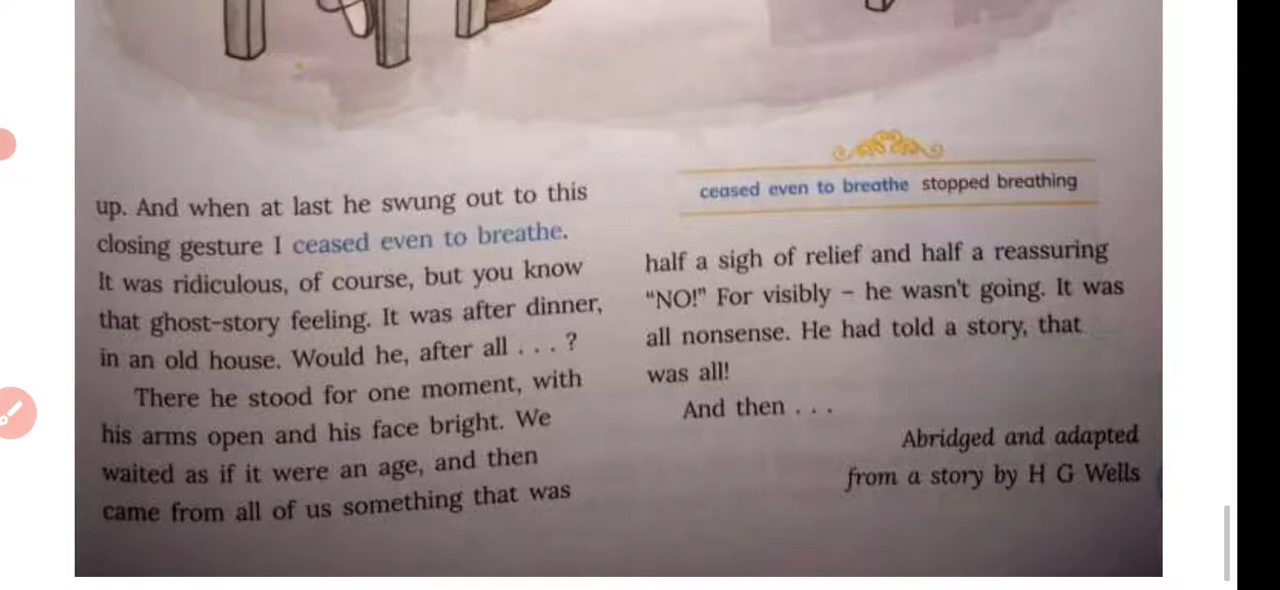 up. And when at last he swung out to this
closing gesture I ceased even to breathe.
It was ridiculous, of course, but you know
that ghost-story feeling. It was after dinner,
in an old house. Would he, after all . . . ?
There he stood for one moment, with
his arms open and his face bright. We
waited as if it were an age, and then
came from all of us something that was
ceased even to breathe stopped breathing
half a sigh of relief and half a reassuring
“NO!” For visibly – he wasn't going. It was
all nonsense. He had told a story, that
was all!
And then . . .
Abridged and adapted
from a story by H G Wells